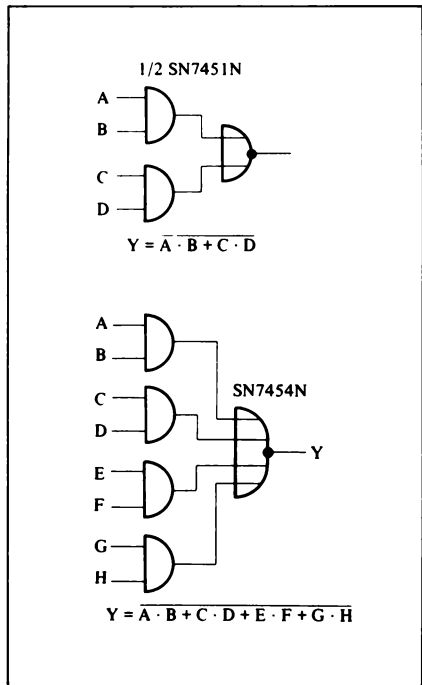 1/2 SN7451N
A
B
C
D
Y = A · B + C · D
A
B
C
D
SN7454N
Y
E
F
G
H
Y = A · B + C · D + E · F + G · H